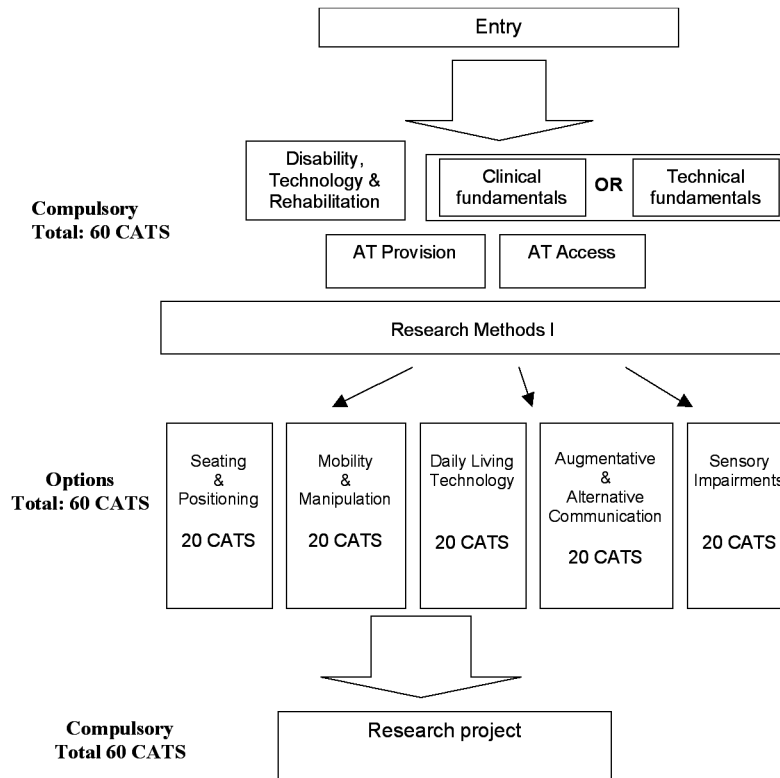 Entry
Disability,
Technology &
Rehabilitation
Clinical
fundamentals
OR
Technical
fundamentals
Compulsory
Total: 60 CATS
AT Provision
AT Access
Research Methods I
Options
Total: 60 CATS
Seating
&
Positioning
20 CATS
Mobility
&
Manipulation
20 CATS
Daily Living
Technology
20 CATS
Augmentative
&
Alternative
Communication
20 CATS
Sensory
Impairments
20 CATS
Compulsory
Total 60 CATS
Research project